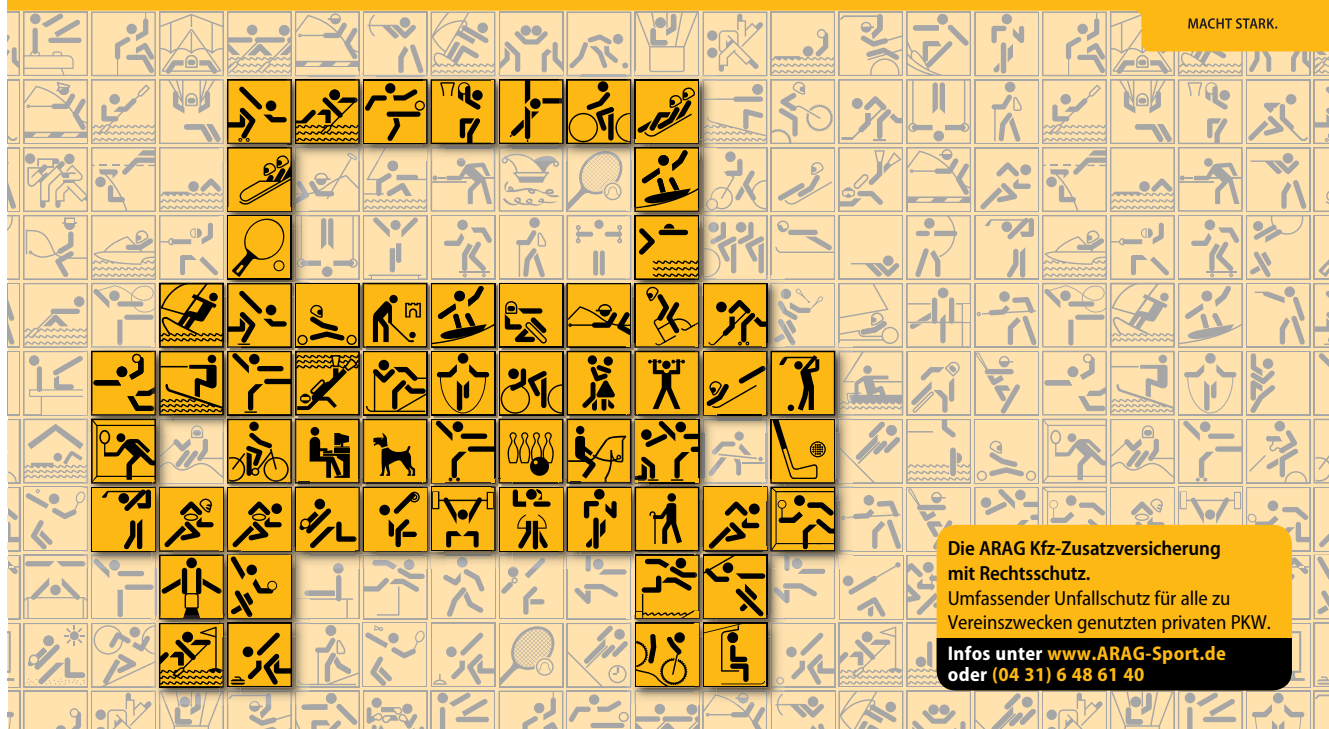 MACHT STARK.
Die ARAG Kfz-Zusatzversicherung
mit Rechtsschutz.
Umfassender Unfallschutz für alle zu
Vereinszwecken genutzten privaten PKW.
Infos unter www.ARAG-Sport.de
oder (04 31) 6 48 61 40